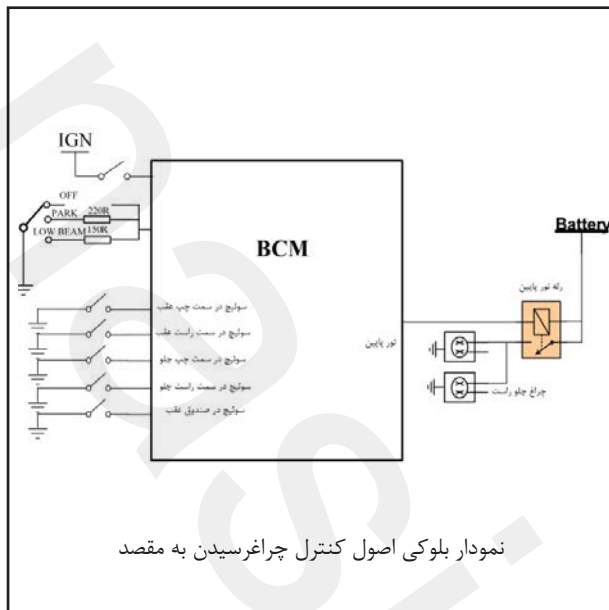 IGN
OFF
PARK 220R
LOW BEAM 150R
BCM
Battery
رله نور پایین
سوئیچ در سمت چپ عقب
سوئیچ در سمت راست عقب
نور پایین
سوئیچ در سمت چپ جلو
سوئیچ در سمت راست جلو
چراغ جلو راست
سوئیچ در صندوق عقب
نمودار بلوکی اصول کنترل چراغرسیدن به مقصد